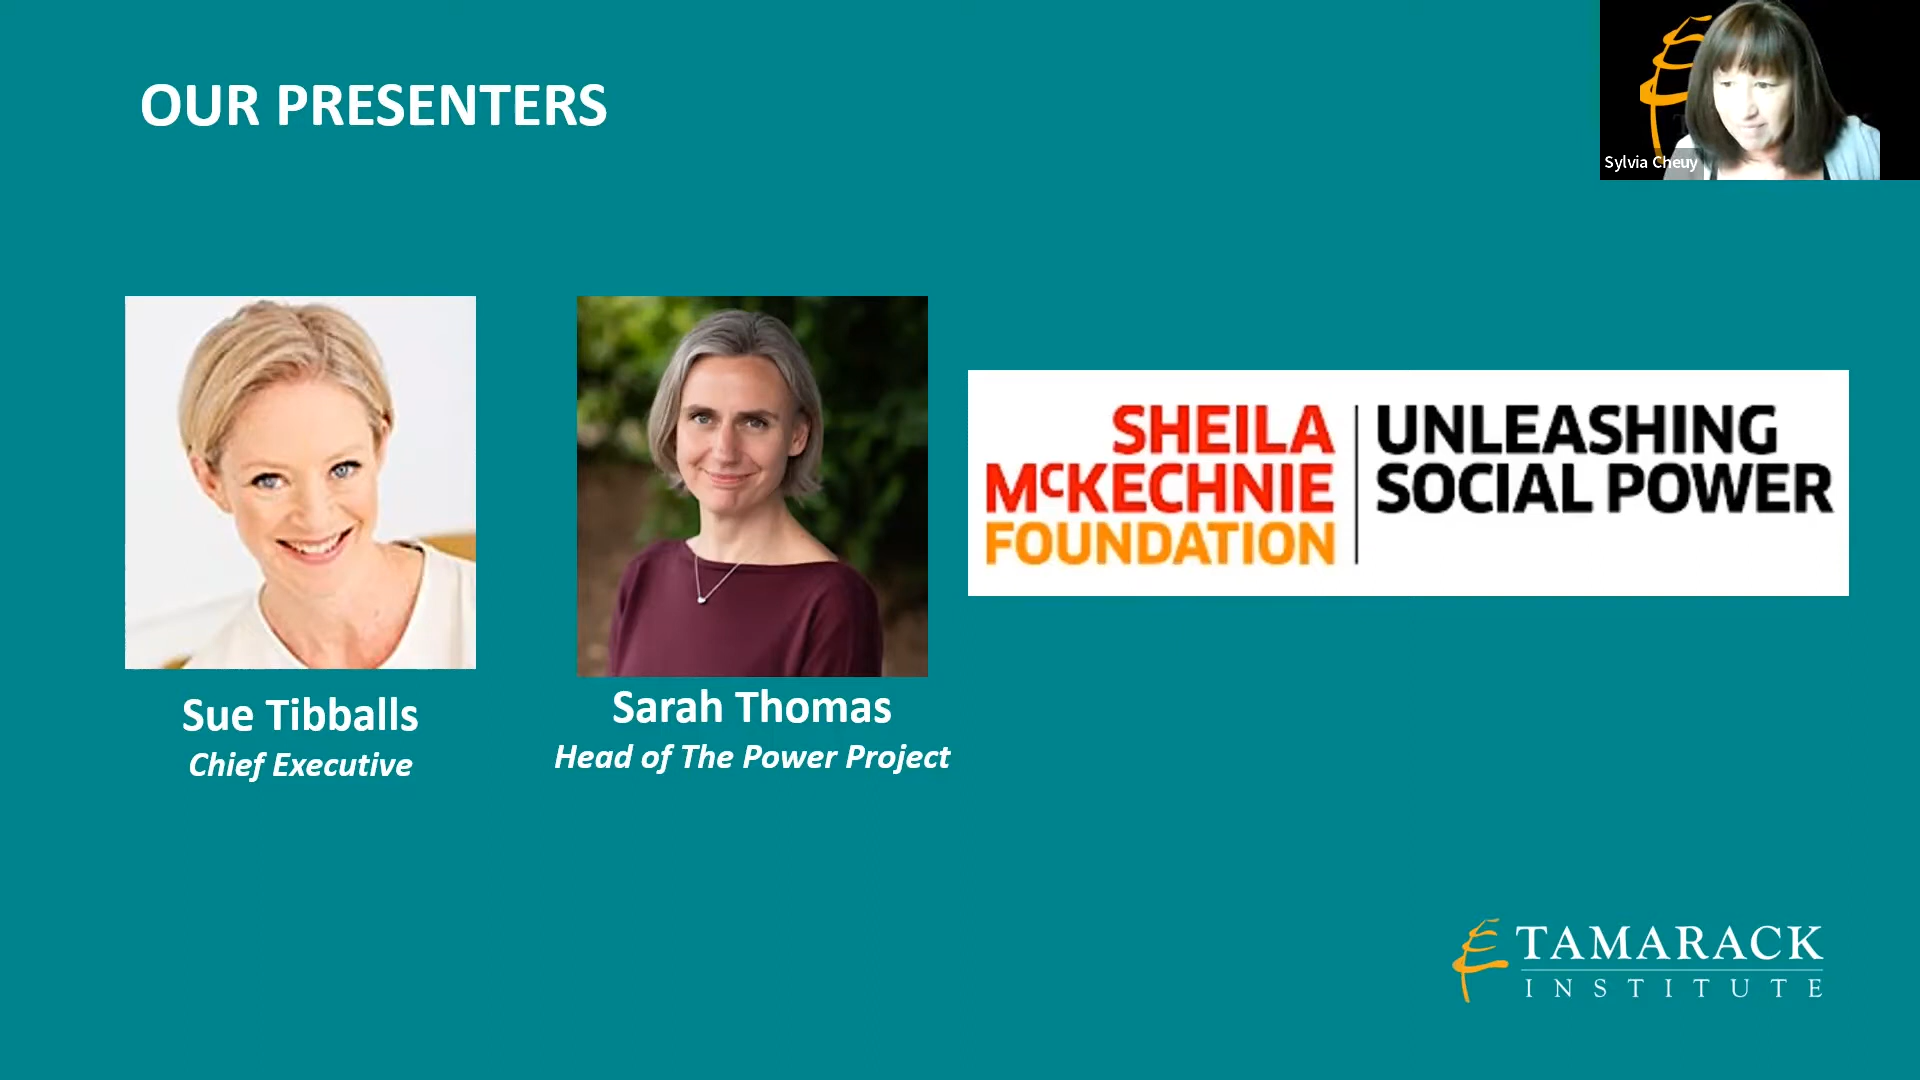 OUR PRESENTERS
Sylvia Cheuy
SHEILA
McKECHNIE
FOUNDATION
UNLEASHING
SOCIAL POWER
Sue Tibballs
Chief Executive
Sarah Thomas
Head of The Power Project
TAMARACK
INSTITUTE